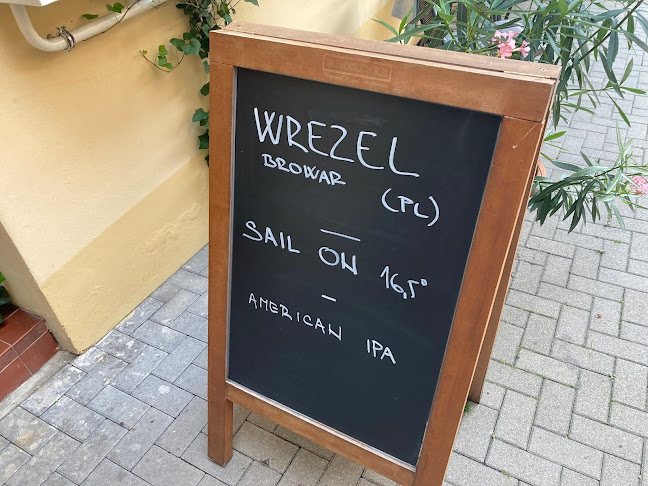 WREZEL
BROWAR (PL)
—
SAIL ON 16,5°
–
AMERICAN IPA